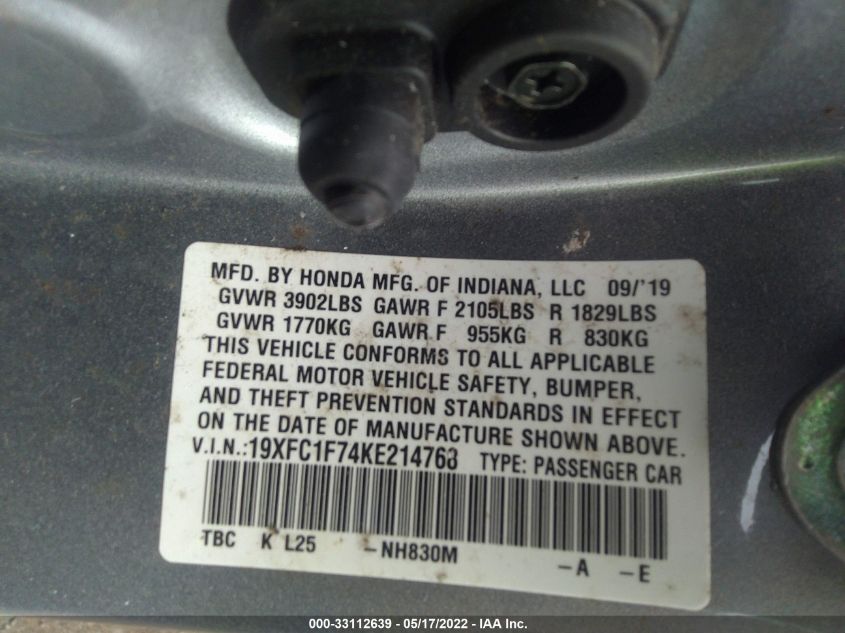 MFD. BY HONDA MFG. OF INDIANA, LLC 09/'19
GVWR 3902LBS GAWR F 2105LBS R 1829LBS
GVWR 1770KG GAWR F 955KG R 830KG
THIS VEHICLE CONFORMS TO ALL APPLICABLE
FEDERAL MOTOR VEHICLE SAFETY, BUMPER,
AND THEFT PREVENTION STANDARDS IN EFFECT
ON THE DATE OF MANUFACTURE SHOWN ABOVE.
V.I.N.:19XFC1F74KE214763 TYPE: PASSENGER CAR
TBC K L25 -NH830M -A -E
000-33112639 - 05/17/2022 - IAA Inc.